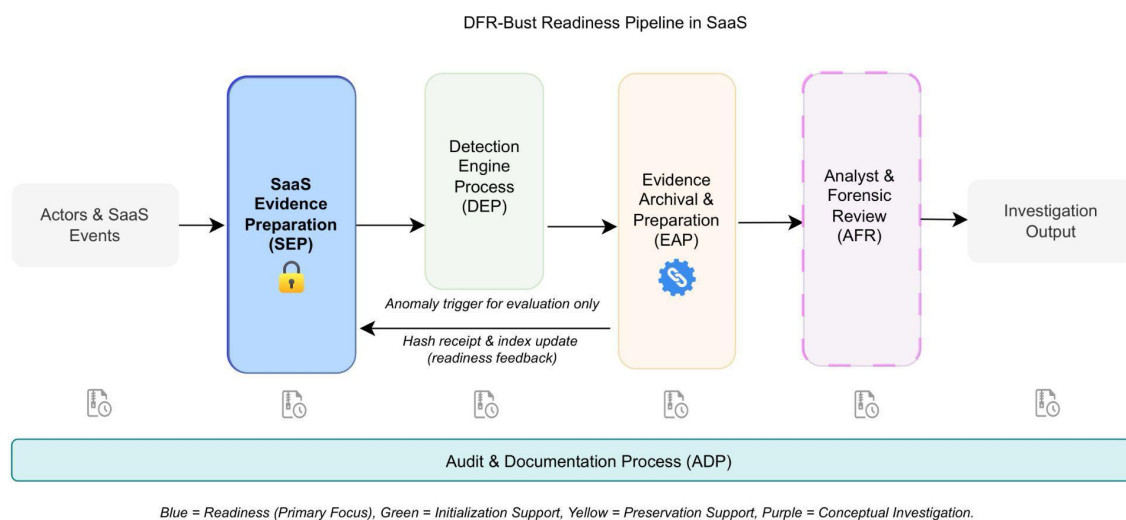 DFR-Bust Readiness Pipeline in SaaS
Actors & SaaS
Events
SaaS
Evidence
Preparation
(SEP)
Detection
Engine
Process
(DEP)
Evidence
Archival &
Preparation
(EAP)
Analyst &
Forensic
Review
(AFR)
Investigation
Output
Anomaly trigger for evaluation only
Hash receipt & index update
(readiness feedback)
Audit & Documentation Process (ADP)
Blue = Readiness (Primary Focus), Green = Initialization Support, Yellow = Preservation Support, Purple = Conceptual Investigation.